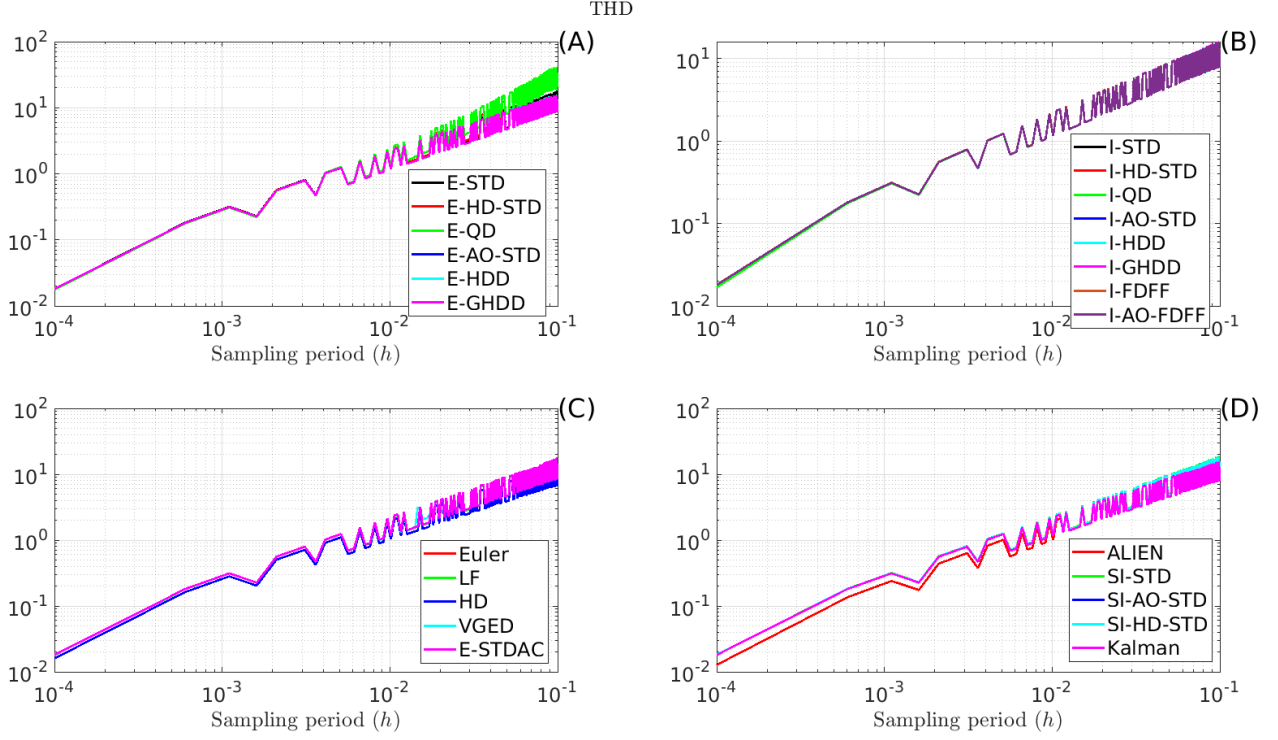 THD
(A)
10^2
10^1
10^0
10^-1
10^-2
10^-4
10^-3
10^-2
10^-1
Sampling period (h)
E-STD
E-HD-STD
E-QD
E-AO-STD
E-HDD
E-GHDD
(B)
10^1
10^0
10^-1
10^-2
10^-4
10^-3
10^-2
10^-1
Sampling period (h)
I-STD
I-HD-STD
I-QD
I-AO-STD
I-HDD
I-GHDD
I-FDFF
I-AO-FDFF
(C)
10^2
10^1
10^0
10^-1
10^-2
10^-4
10^-3
10^-2
10^-1
Sampling period (h)
Euler
LF
HD
VGED
E-STDAC
(D)
10^2
10^1
10^0
10^-1
10^-2
10^-4
10^-3
10^-2
10^-1
Sampling period (h)
ALIEN
SI-STD
SI-AO-STD
SI-HD-STD
Kalman